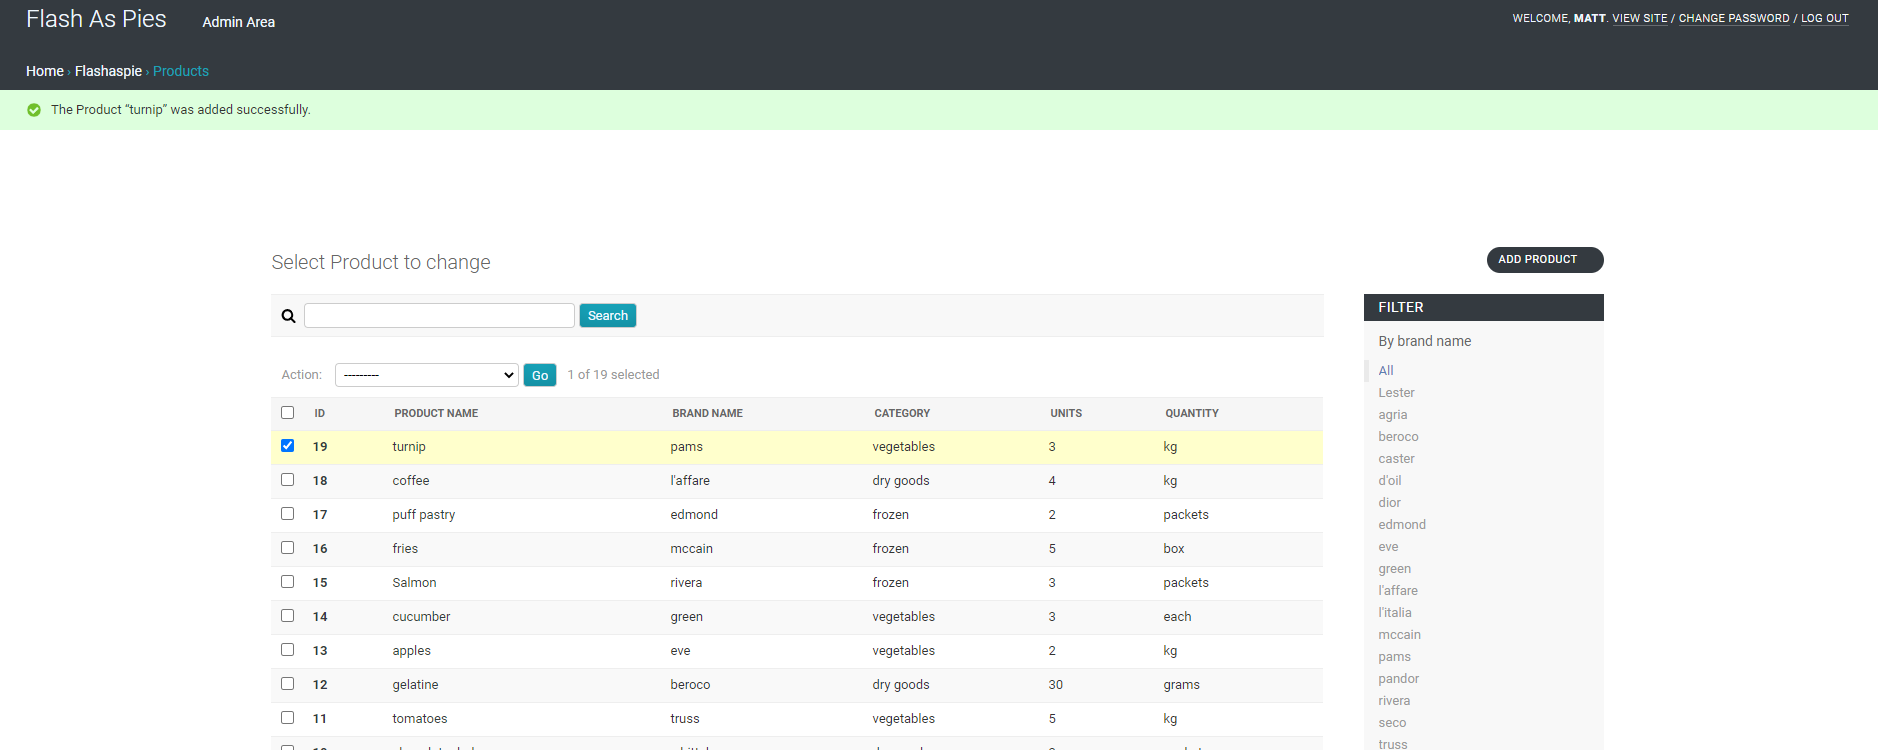 Flash As Pies Admin Area WELCOME, MATT. VIEW SITE / CHANGE PASSWORD / LOG OUT
Home › Flashaspie › Products
The Product “turnip” was added successfully.
Select Product to change
ADD PRODUCT
Search
Action: --------- Go 1 of 19 selected
ID PRODUCT NAME BRAND NAME CATEGORY UNITS QUANTITY
19 turnip pams vegetables 3 kg
18 coffee l'affare dry goods 4 kg
17 puff pastry edmond frozen 2 packets
16 fries mccain frozen 5 box
15 Salmon rivera frozen 3 packets
14 cucumber green vegetables 3 each
13 apples eve vegetables 2 kg
12 gelatine beroco dry goods 30 grams
11 tomatoes truss vegetables 5 kg
FILTER
By brand name
All
Lester
agria
beroco
caster
d'oil
dior
edmond
eve
green
l'affare
l'italia
mccain
pams
pandor
rivera
seco
truss